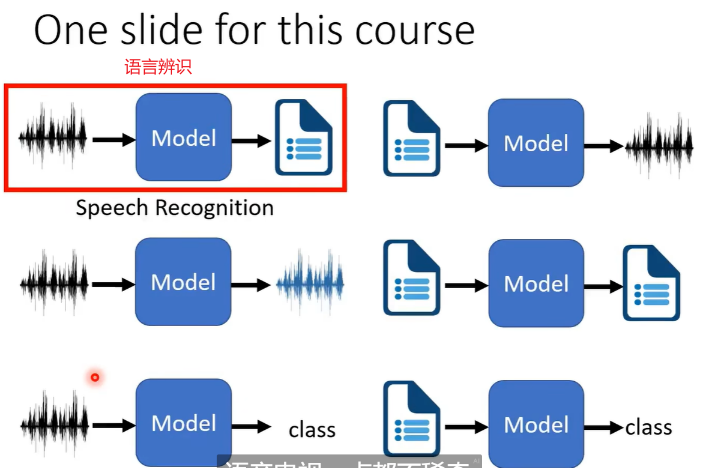 One slide for this course
语言辨识
Model
Model
Speech Recognition
Model
Model
Model
class
Model
class